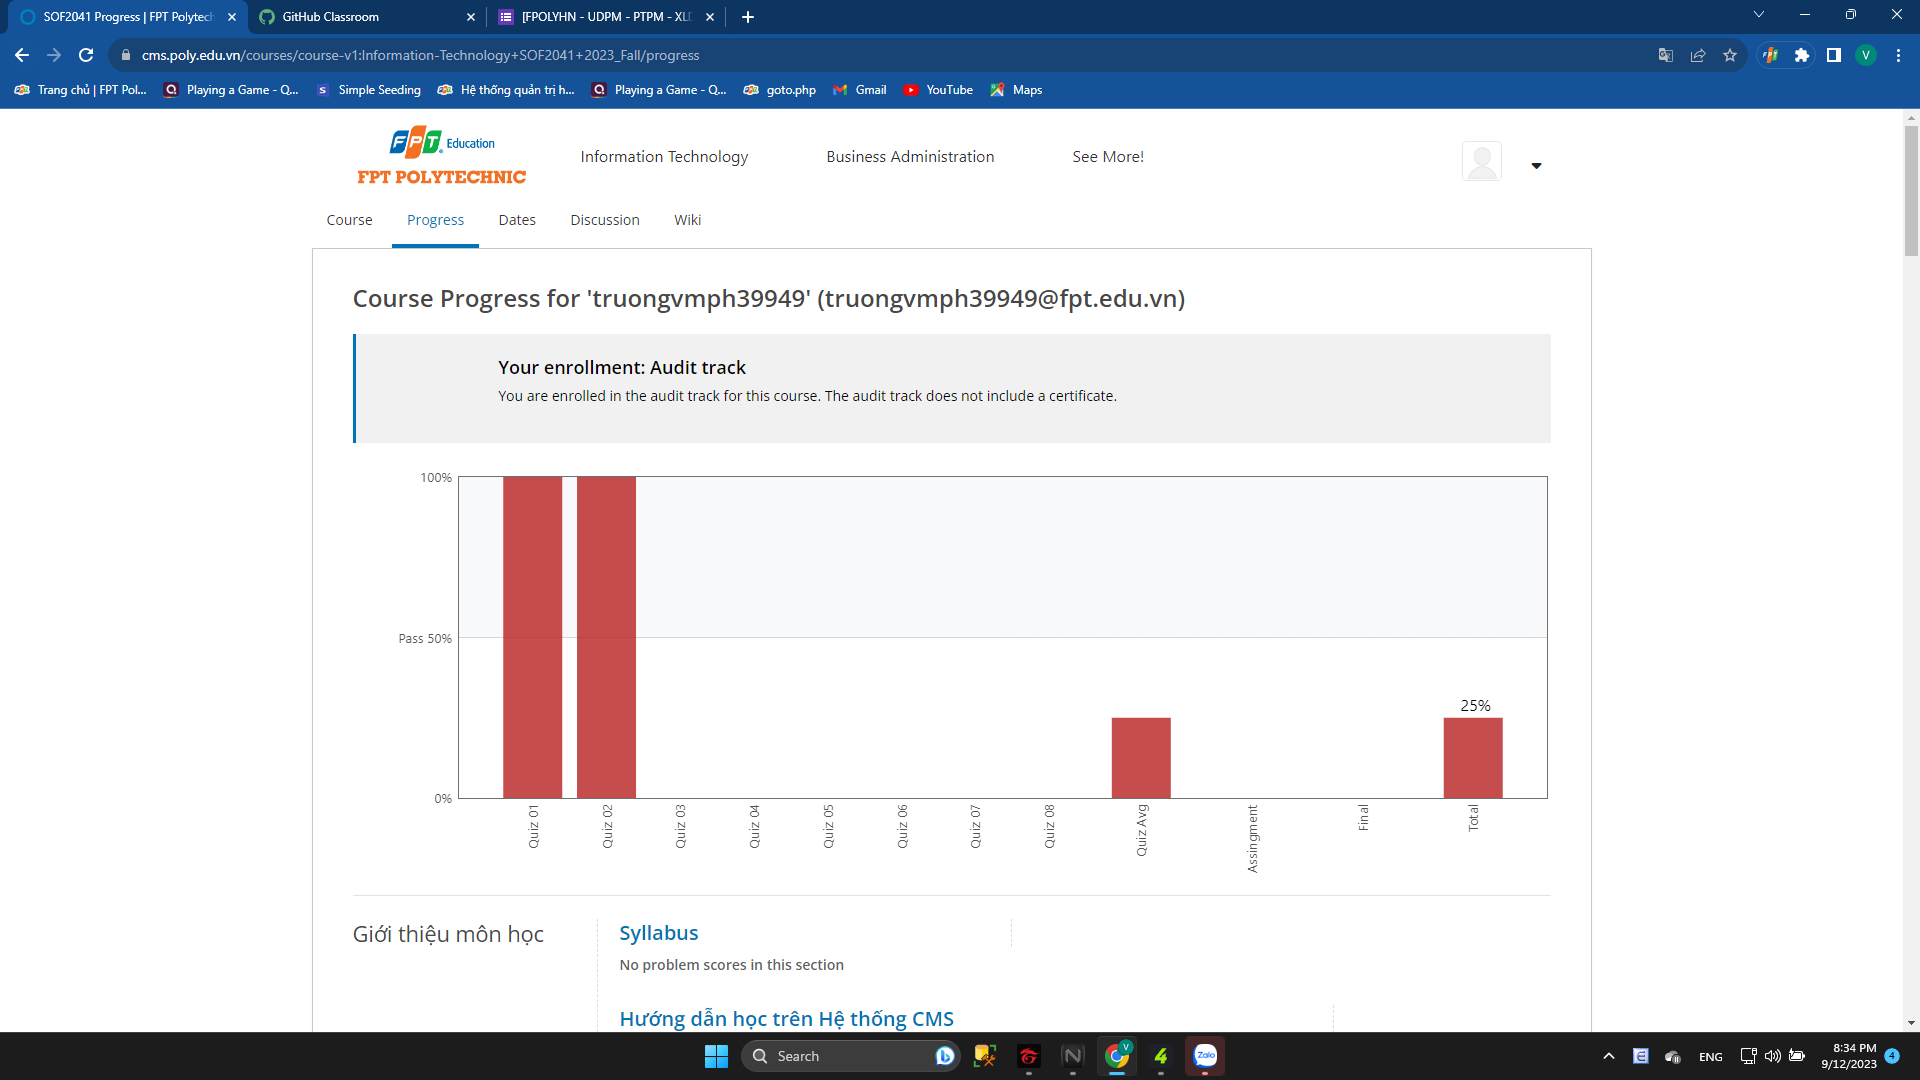 SOF2041 Progress | FPT Polytech
GitHub Classroom
[FPOLYHN - UDPM - PTPM - XLD
cms.poly.edu.vn/courses/course-v1:Information-Technology+SOF2041+2023_Fall/progress
V
Trang chủ | FPT Pol...
Playing a Game - Q...
S
Simple Seeding
Hệ thống quản trị h...
Playing a Game - Q...
goto.php
Gmail
YouTube
Maps
FPT Education
FPT POLYTECHNIC
Information Technology
Business Administration
See More!
Course
Progress
Dates
Discussion
Wiki
Course Progress for 'truongvmph39949' (truongvmph39949@fpt.edu.vn)
Your enrollment: Audit track
You are enrolled in the audit track for this course. The audit track does not include a certificate.
100%
Pass 50%
0%
25%
Quiz 01
Quiz 02
Quiz 03
Quiz 04
Quiz 05
Quiz 06
Quiz 07
Quiz 08
Quiz Avg
Assingment
Final
Total
Giới thiệu môn học
Syllabus
No problem scores in this section
Hướng dẫn học trên Hệ thống CMS
Search
V
Zalo
ENG
8:34 PM
9/12/2023
4